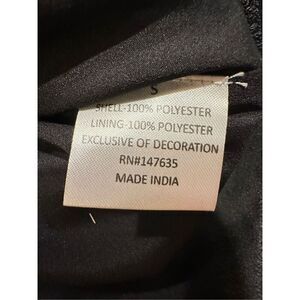 S
SHELL-100% POLYESTER
LINING-100% POLYESTER
EXCLUSIVE OF DECORATION
RN#147635
MADE INDIA